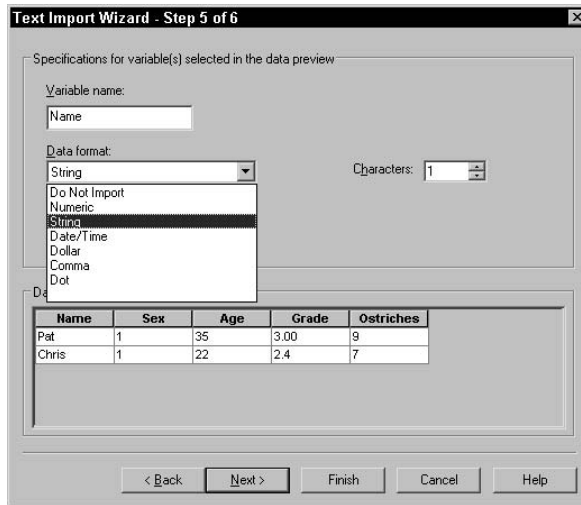 Text Import Wizard - Step 5 of 6
Specifications for variable(s) selected in the data preview
Variable name:
Name
Data format:
String
Characters: 1
Do Not Import
Numeric
String
Date/Time
Dollar
Comma
Dot
Da
Name Sex Age Grade Ostriches
Pat 1 35 3.00 9
Chris 1 22 2.4 7
< Back Next > Finish Cancel Help